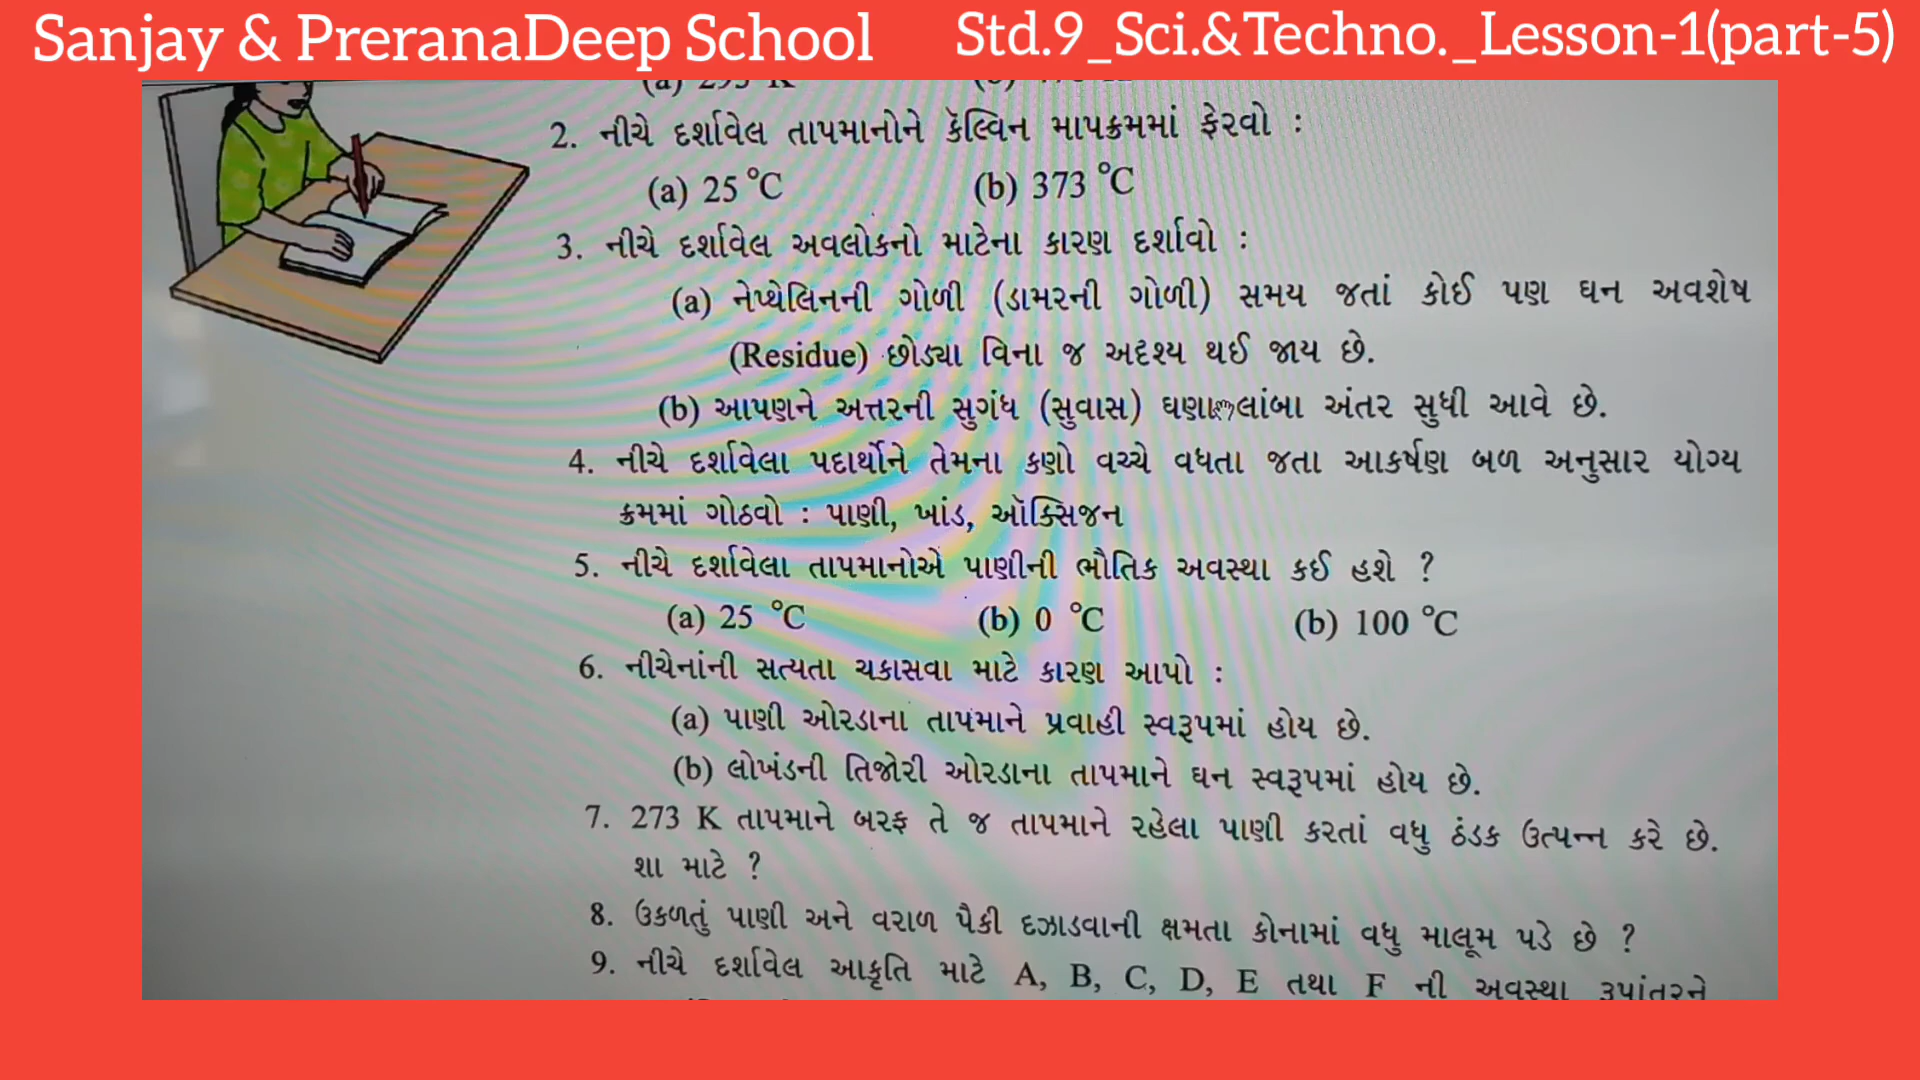 Sanjay & PreranaDeep School Std.9_Sci.&Techno._Lesson-1(part-5)
2. નીચે દર્શાવેલ તાપમાનોને કૅલ્વિન માપક્રમમાં ફેરવો :
(a) 25 °C (b) 373 °C
3. નીચે દર્શાવેલ અવલોકનો માટેના કારણ દર્શાવો :
(a) નેપ્થેલિનની ગોળી (ડામરની ગોળી) સમય જતાં કોઈ પણ ઘન અવશેષ
(Residue) છોડ્યા વિના જ અદૃશ્ય થઈ જાય છે.
(b) આપણને અત્તરની સુગંધ (સુવાસ) ઘણા લાંબા અંતર સુધી આવે છે.
4. નીચે દર્શાવેલા પદાર્થોને તેમના કણો વચ્ચે વધતા જતા આકર્ષણ બળ અનુસાર યોગ્ય
ક્રમમાં ગોઠવો : પાણી, ખાંડ, ઑક્સિજન
5. નીચે દર્શાવેલા તાપમાનોએ પાણીની ભૌતિક અવસ્થા કઈ હશે ?
(a) 25 °C (b) 0 °C (b) 100 °C
6. નીચેનાંની સત્યતા ચકાસવા માટે કારણ આપો :
(a) પાણી ઓરડાના તાપમાને પ્રવાહી સ્વરૂપમાં હોય છે.
(b) લોખંડની તિજોરી ઓરડાના તાપમાને ઘન સ્વરૂપમાં હોય છે.
7. 273 K તાપમાને બરફ તે જ તાપમાને રહેલા પાણી કરતાં વધુ ઠંડક ઉત્પન્ન કરે છે.
શા માટે ?
8. ઉકળતું પાણી અને વરાળ પૈકી દઝાડવાની ક્ષમતા કોનામાં વધુ માલૂમ પડે છે ?
9. નીચે દર્શાવેલ આકૃતિ માટે A, B, C, D, E તથા F ની અવસ્થા રૂપાંતરને